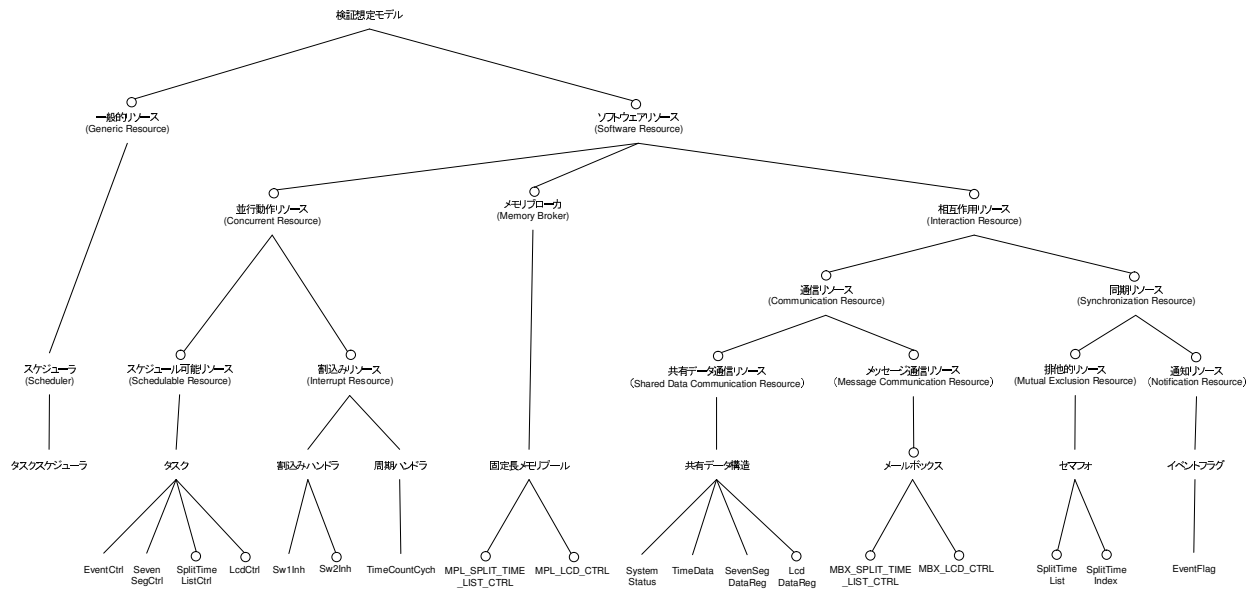 検証想定モデル
一般的リソース
(Generic Resource)
ソフトウェアリソース
(Software Resource)
並行動作リソース
(Concurrent Resource)
メモリブローカ
(Memory Broker)
相互作用リソース
(Interaction Resource)
通信リソース
(Communication Resource)
同期リソース
(Synchronization Resource)
スケジューラ
(Scheduler)
スケジュール可能リソース
(Schedulable Resource)
割込みリソース
(Interrupt Resource)
共有データ通信リソース
(Shared Data Communication Resource)
メッセージ通信リソース
(Message Communication Resource)
排他的リソース
(Mutual Exclusion Resource)
通知リソース
(Notification Resource)
タスクスケジューラ
タスク
割込みハンドラ
周期ハンドラ
固定長メモリプール
共有データ構造
メールボックス
セマフォ
イベントフラグ
EventCtrl
Seven
SegCtrl
SplitTime
ListCtrl
LcdCtrl
Sw1Inh
Sw2Inh
TimeCountCych
MPL_SPLIT_TIME
_LIST_CTRL
MPL_LCD_CTRL
System
Status
TimeData
SevenSeg
DataReg
Lcd
DataReg
MBX_SPLIT_TIME
_LIST_CTRL
MBX_LCD_CTRL
SplitTime
List
SplitTime
Index
EventFlag